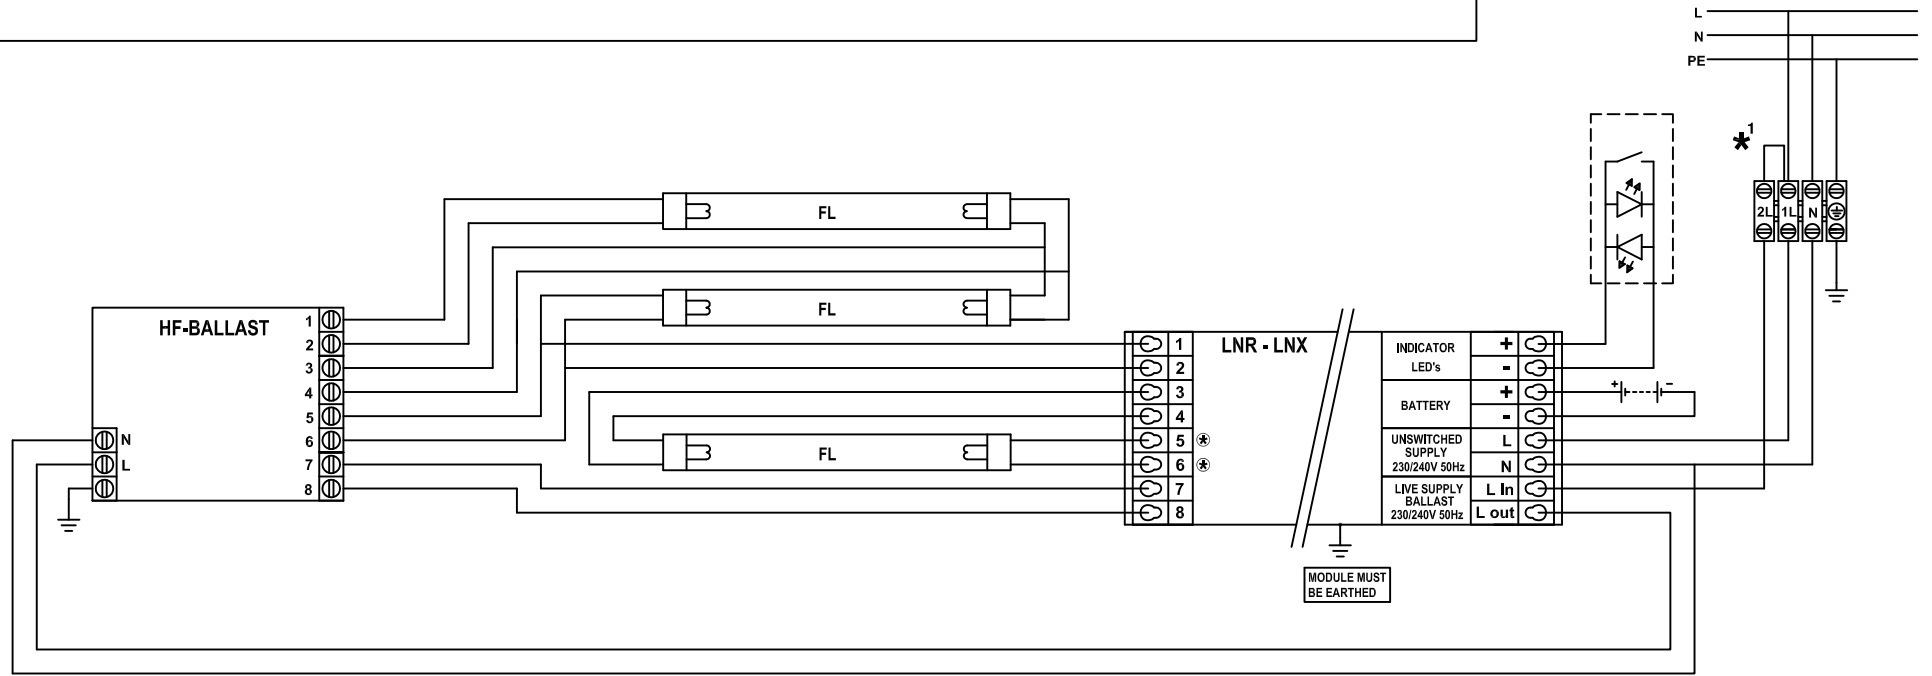 L
N
PE
*1
2L 1L N
FL
FL
FL
HF-BALLAST
1
2
3
4
5
6
7
8
N
L
LNR - LNX
1
2
3
4
5 *
6 *
7
8
INDICATOR
LED's
+
-
BATTERY
+
-
+ -
UNSWITCHED
SUPPLY
230/240V 50Hz
L
N
LIVE SUPPLY
BALLAST
230/240V 50Hz
L In
L out
MODULE MUST
BE EARTHED